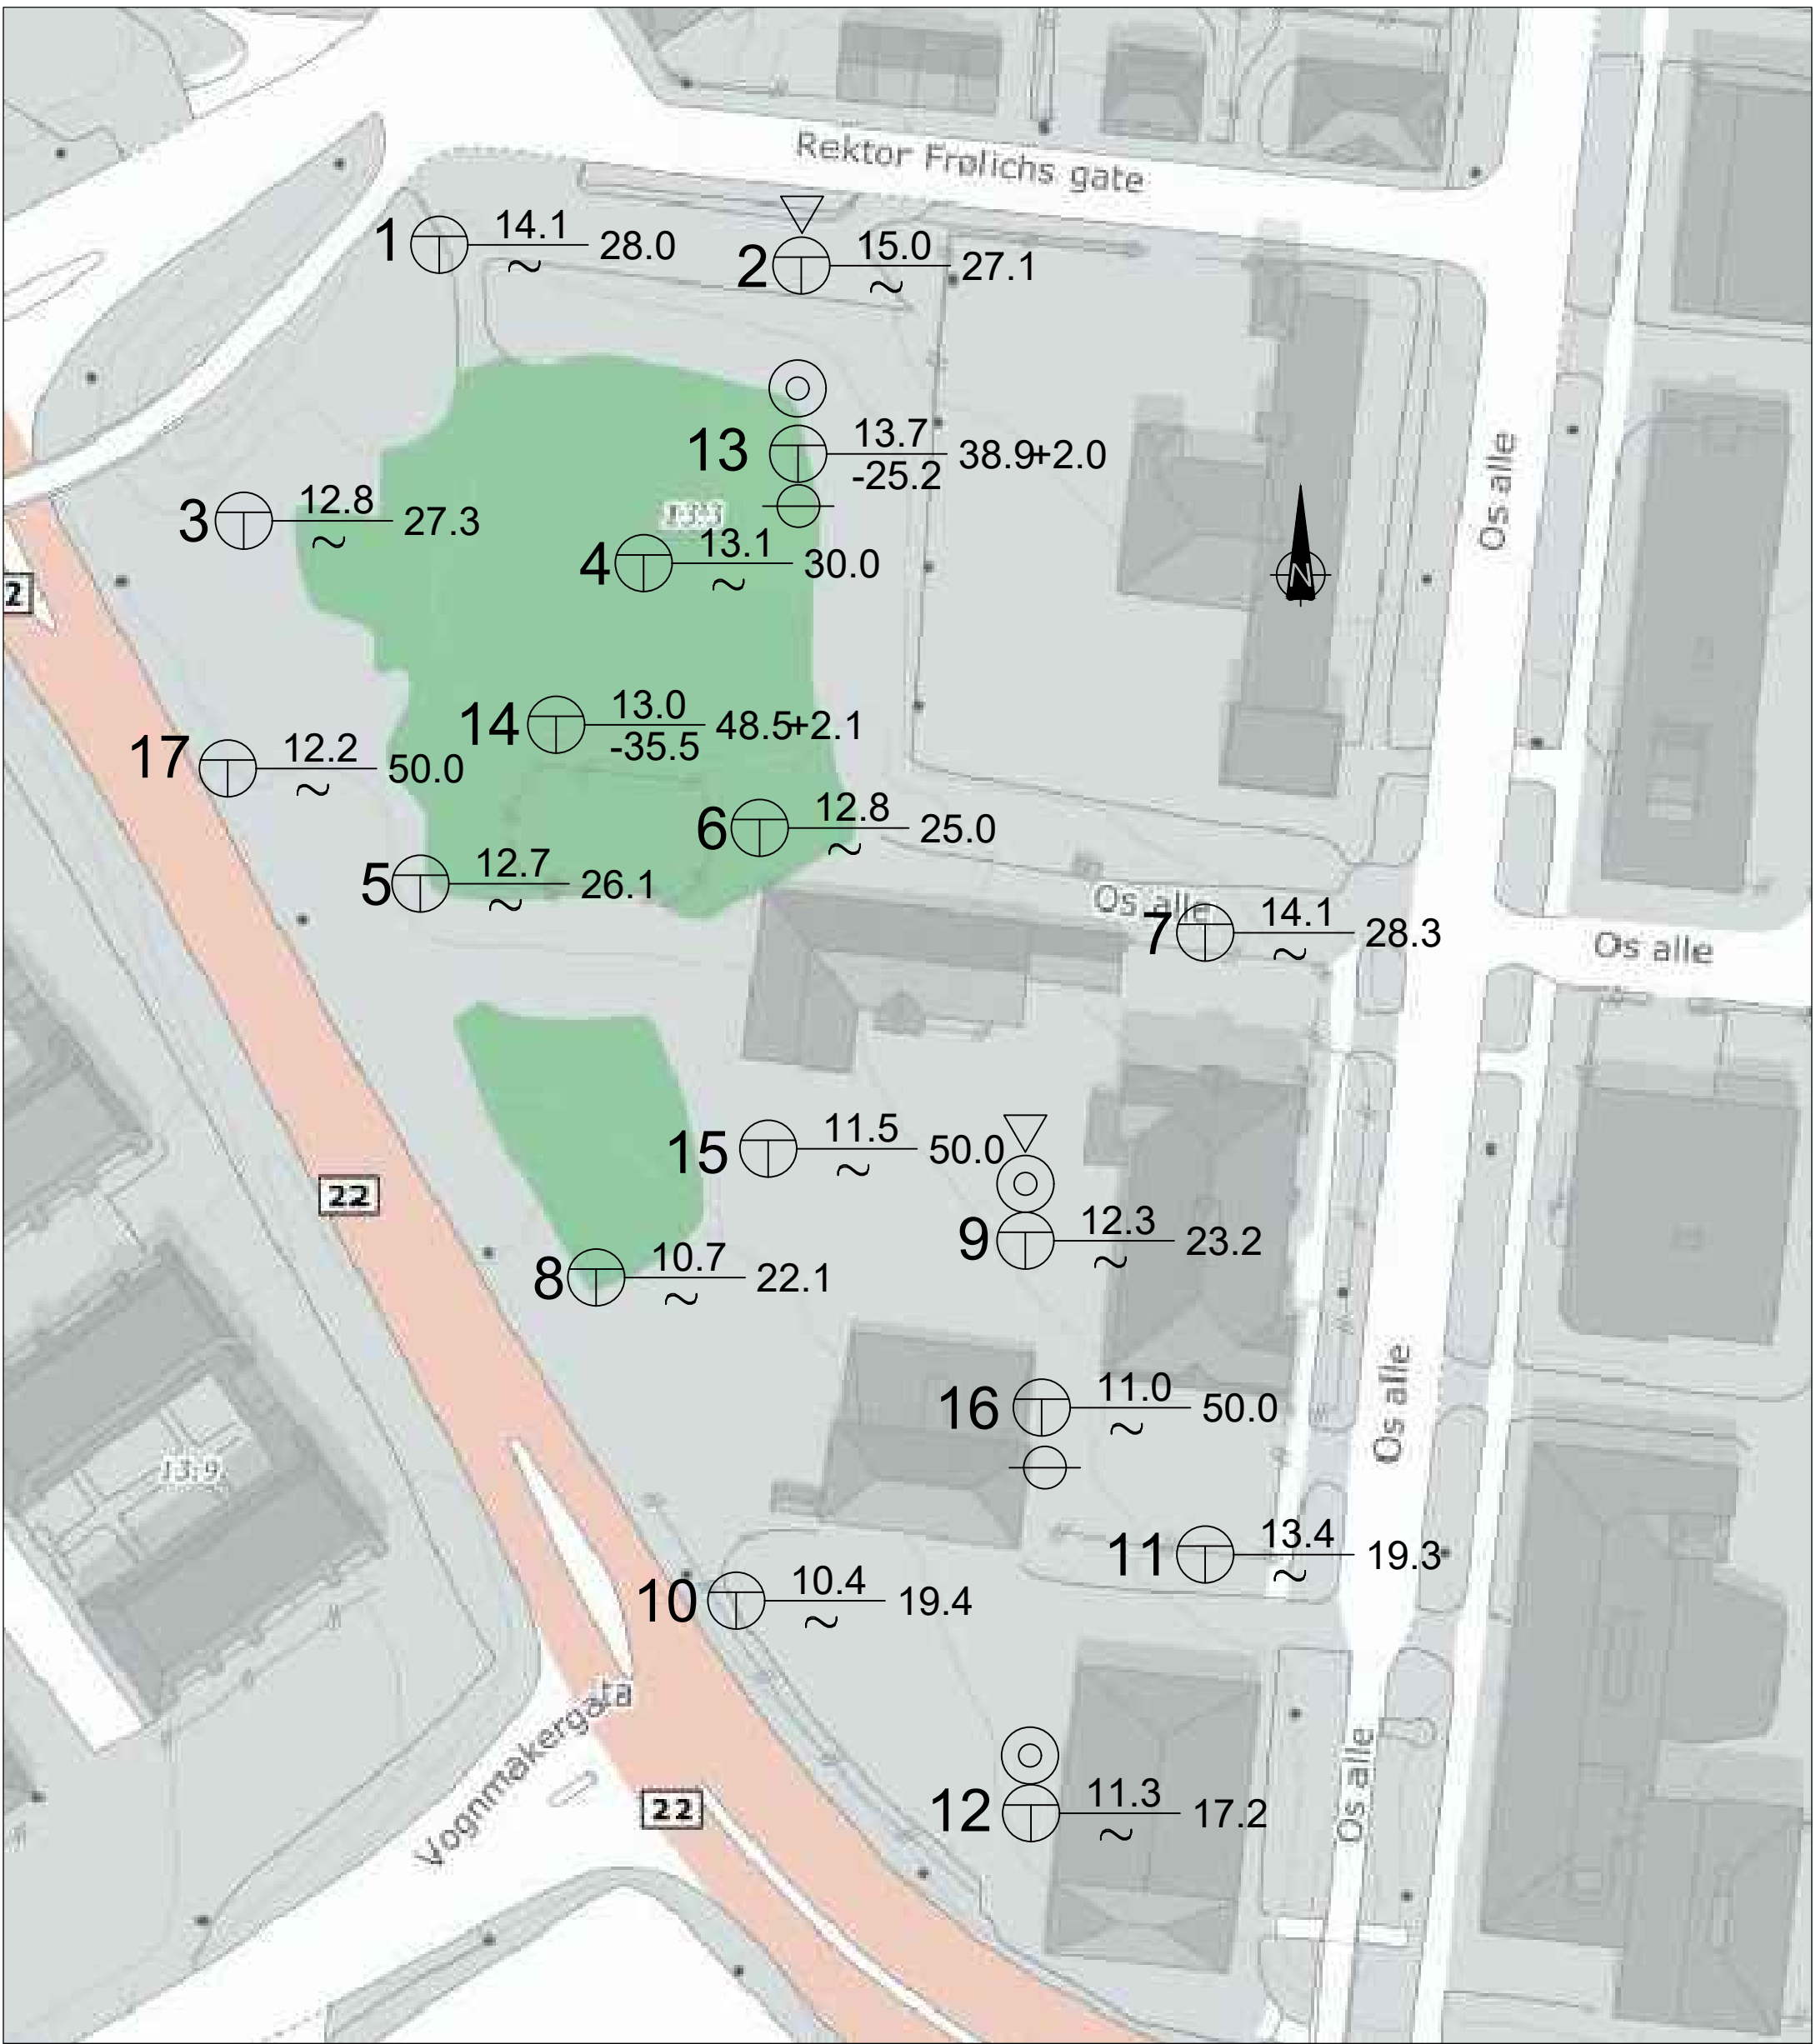 Rektor Frølichs gate
1 14.1 ~ 28.0
2 15.0 ~ 27.1
13 13.7 -25.2 38.9+2.0
Os alle
3 12.8 ~ 27.3
13.3
4 13.1 ~ 30.0
N
2
14 13.0 -35.5 48.5+2.1
17 12.2 ~ 50.0
6 12.8 ~ 25.0
5 12.7 ~ 26.1
Os alle
7 14.1 ~ 28.3
Os alle
15 11.5 ~ 50.0
22
9 12.3 ~ 23.2
8 10.7 ~ 22.1
16 11.0 ~ 50.0
Os alle
13.9
11 13.4 ~ 19.3
10 10.4 ~ 19.4
Vognmakergata
22
12 11.3 ~ 17.2
Os alle